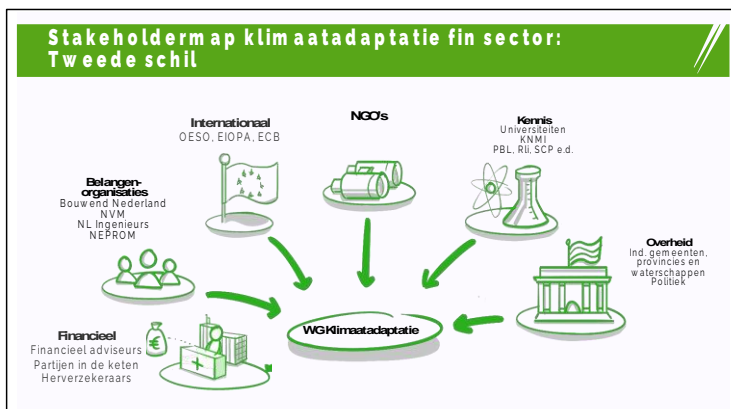 Stakeholdermap klimaatadaptatie fin sector:
Tweede schil
Internationaal
OESO, EIOPA, ECB
NGO's
Kennis
Universiteiten
KNMI
PBL, Rli, SCP e.d.
Belangen-
organisaties
Bouwend Nederland
NVM
NL Ingenieurs
NEPROM
Overheid
Ind. gemeenten,
provincies en
waterschappen
Politiek
Financieel
Financieel adviseurs
Partijen in de keten
Herverzekeraars
€
WG Klimaatadaptatie